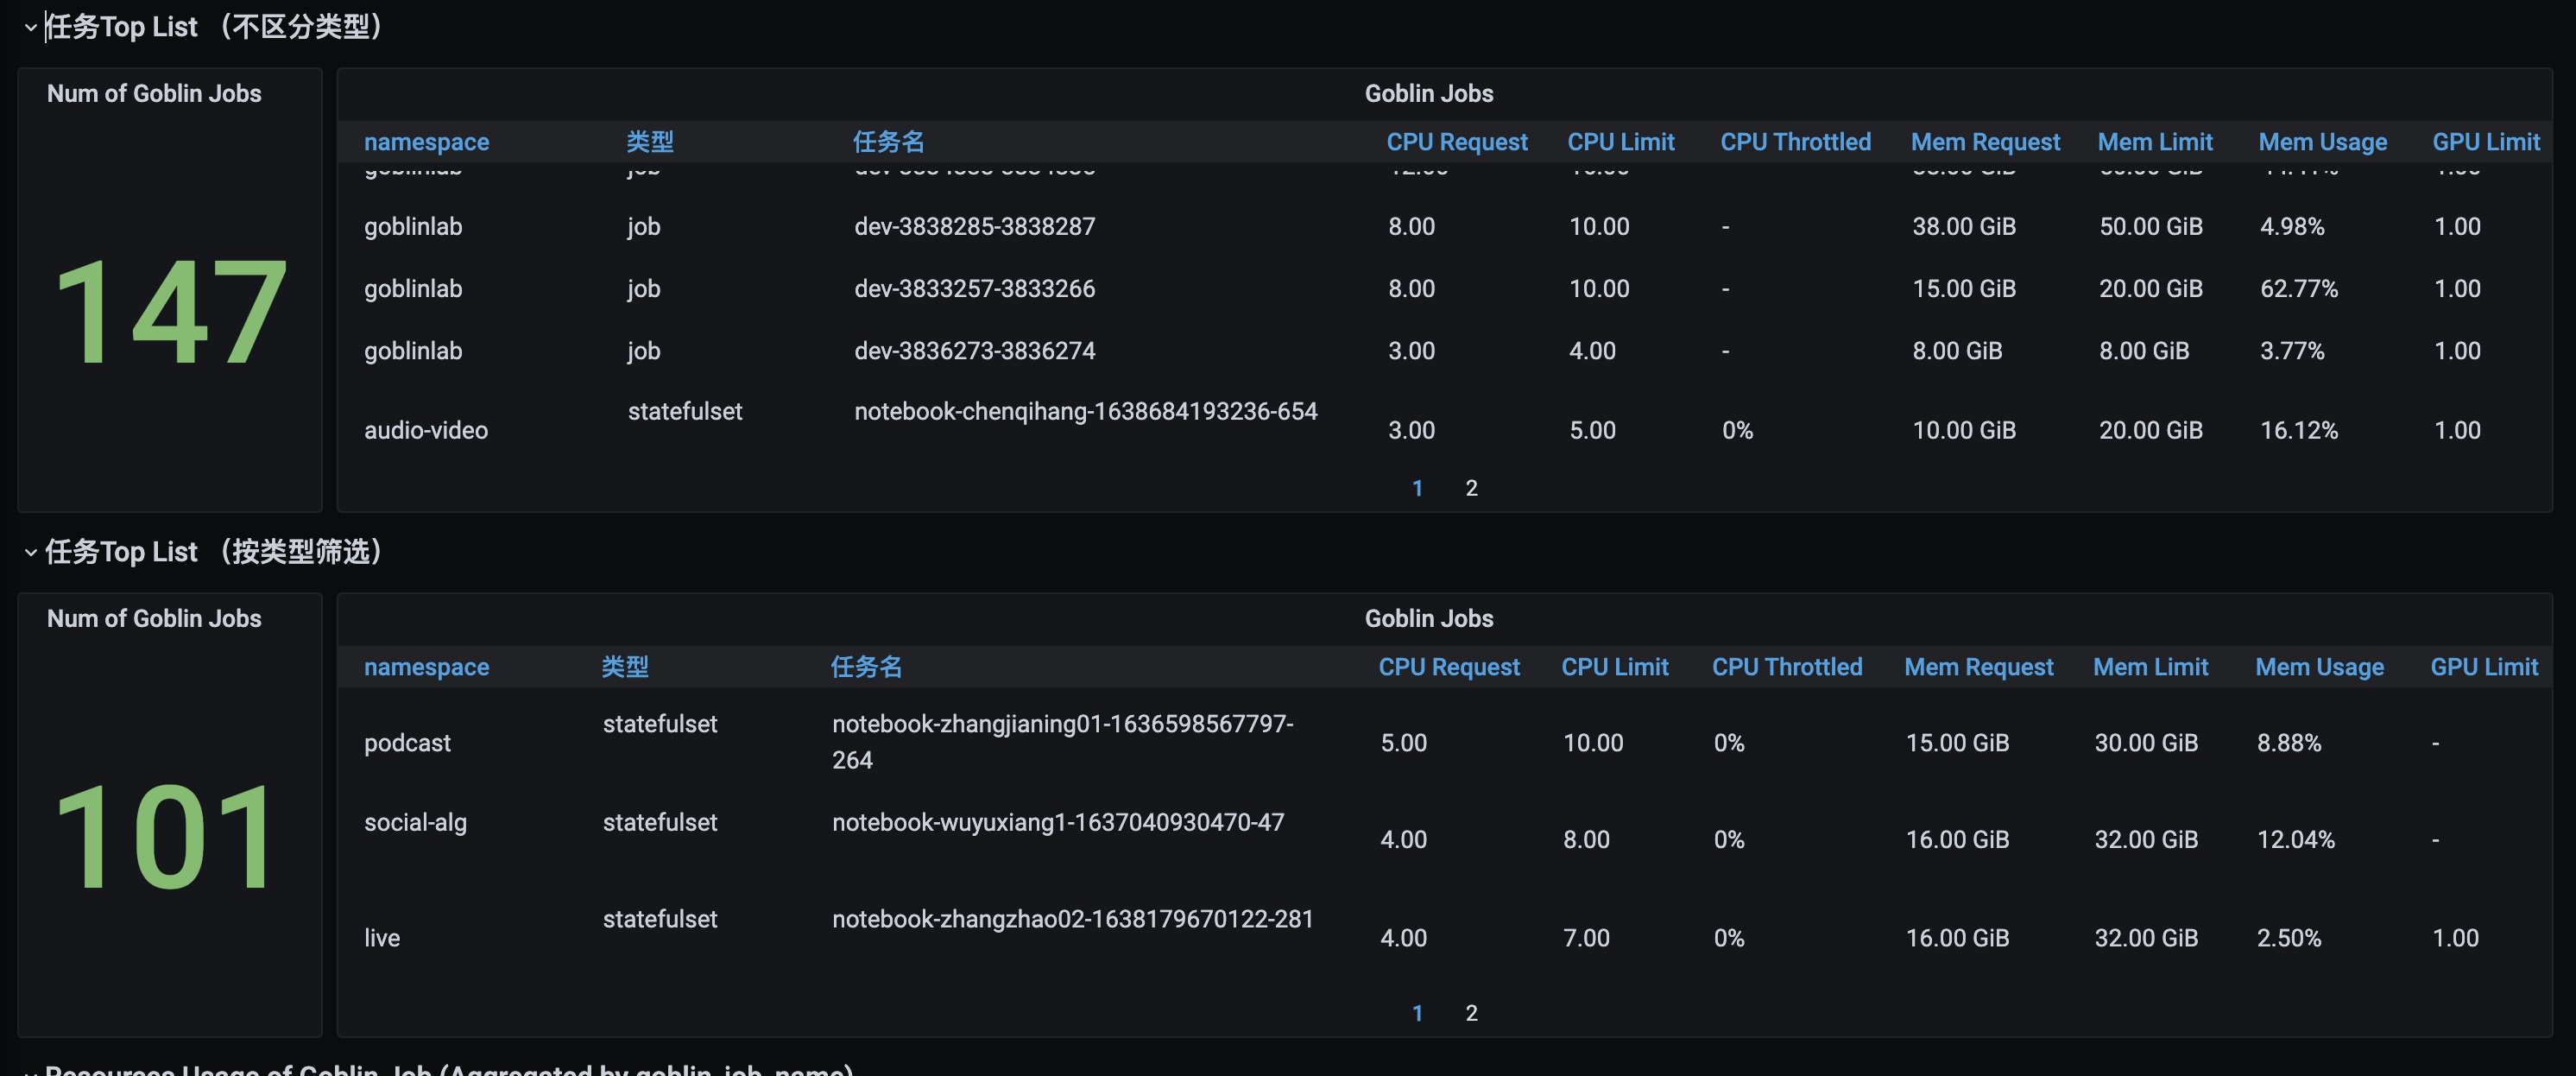 任务Top List （不区分类型）
Num of Goblin Jobs
147
Goblin Jobs
namespace 类型 任务名 CPU Request CPU Limit CPU Throttled Mem Request Mem Limit Mem Usage GPU Limit
goblinlab job dev-3838285-3838287 8.00 10.00 - 38.00 GiB 50.00 GiB 4.98% 1.00
goblinlab job dev-3833257-3833266 8.00 10.00 - 15.00 GiB 20.00 GiB 62.77% 1.00
goblinlab job dev-3836273-3836274 3.00 4.00 - 8.00 GiB 8.00 GiB 3.77% 1.00
audio-video statefulset notebook-chenqihang-1638684193236-654 3.00 5.00 0% 10.00 GiB 20.00 GiB 16.12% 1.00
1 2
任务Top List （按类型筛选）
Num of Goblin Jobs
101
Goblin Jobs
namespace 类型 任务名 CPU Request CPU Limit CPU Throttled Mem Request Mem Limit Mem Usage GPU Limit
podcast statefulset notebook-zhangjianing01-1636598567797-
264 5.00 10.00 0% 15.00 GiB 30.00 GiB 8.88% -
social-alg statefulset notebook-wuyuxiang1-1637040930470-47 4.00 8.00 0% 16.00 GiB 32.00 GiB 12.04% -
live statefulset notebook-zhangzhao02-1638179670122-281 4.00 7.00 0% 16.00 GiB 32.00 GiB 2.50% 1.00
1 2
Resources Usage of Goblin Job (Aggregated by goblin_job_name)